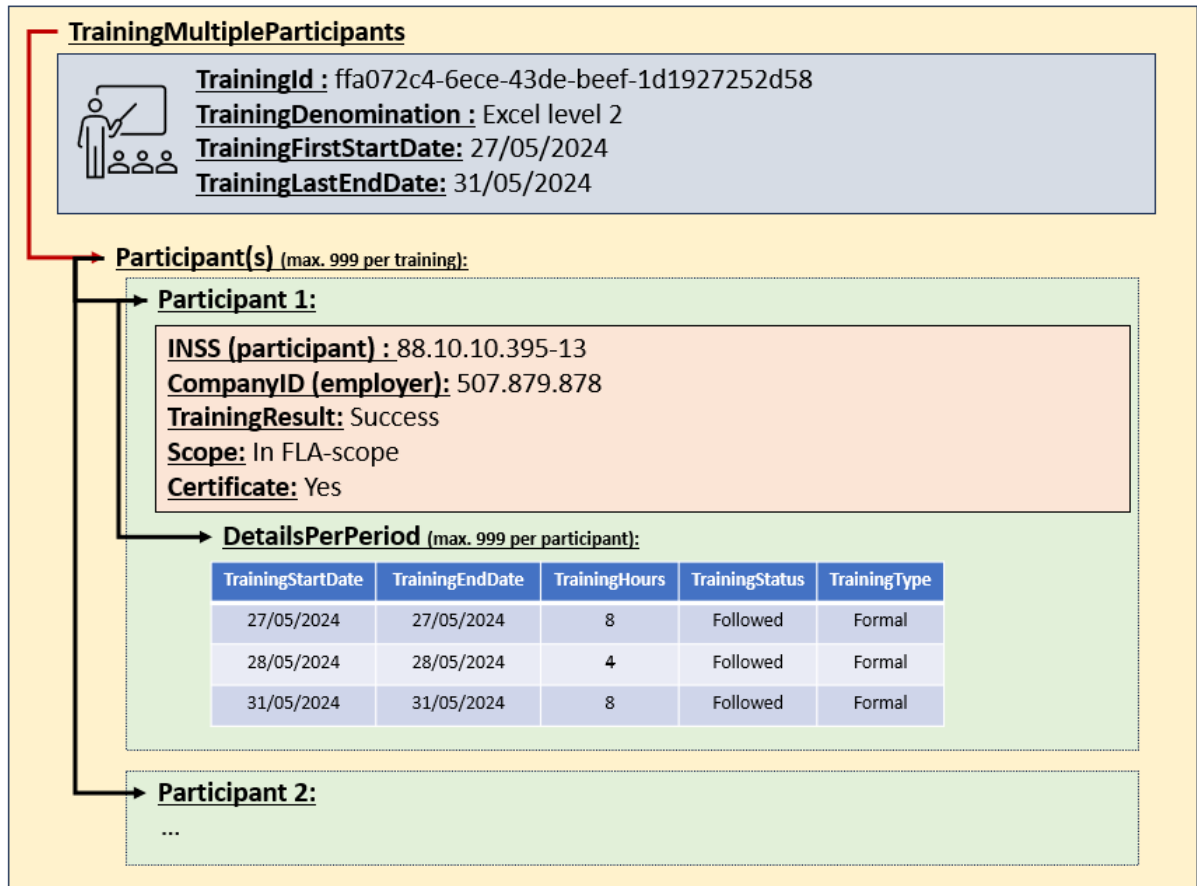 TrainingMultipleParticipants
TrainingId : ffa072c4-6ece-43de-beef-1d1927252d58
TrainingDenomination : Excel level 2
TrainingFirstStartDate: 27/05/2024
TrainingLastEndDate: 31/05/2024
Participant(s) (max. 999 per training):
Participant 1:
INSS (participant) : 88.10.10.395-13
CompanyID (employer): 507.879.878
TrainingResult: Success
Scope: In FLA-scope
Certificate: Yes
DetailsPerPeriod (max. 999 per participant):
TrainingStartDate TrainingEndDate TrainingHours TrainingStatus TrainingType
27/05/2024 27/05/2024 8 Followed Formal
28/05/2024 28/05/2024 4 Followed Formal
31/05/2024 31/05/2024 8 Followed Formal
Participant 2:
...